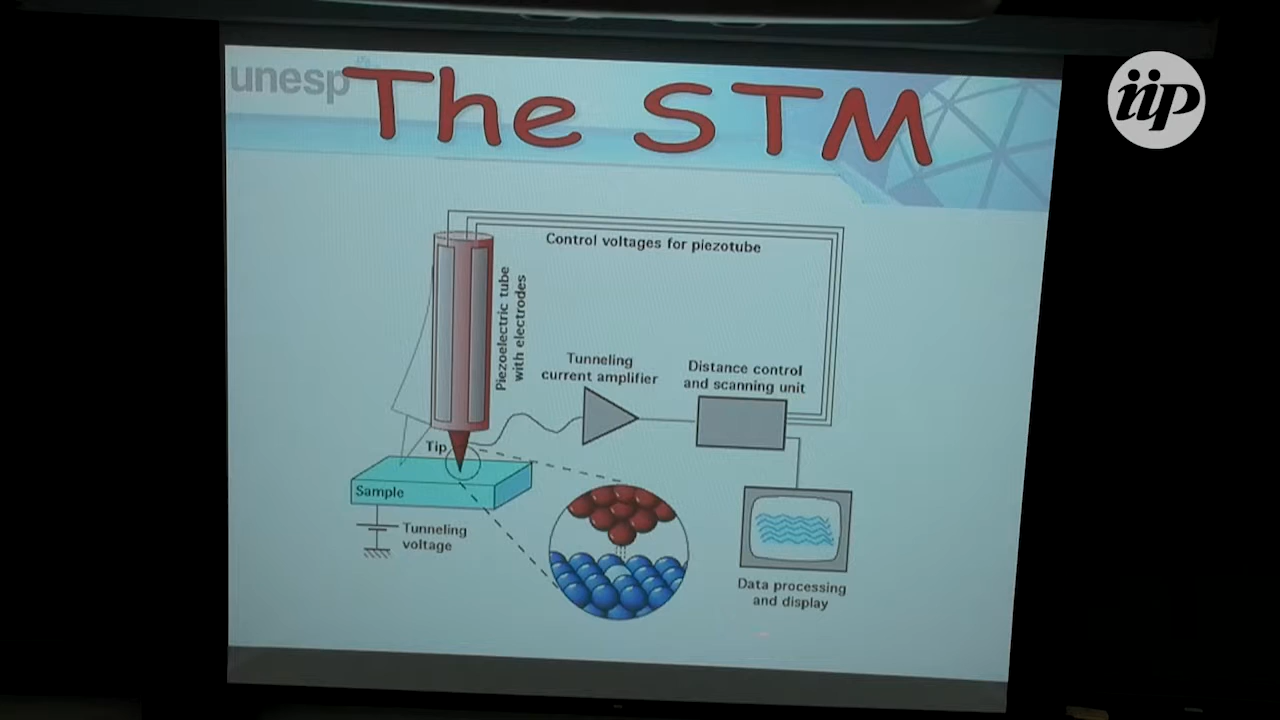 unesp
The STM
iip
Control voltages for piezotube
Piezoelectric tube
with electrodes
Tunneling
current amplifier
Distance control
and scanning unit
Tip
Sample
Tunneling
voltage
Data processing
and display